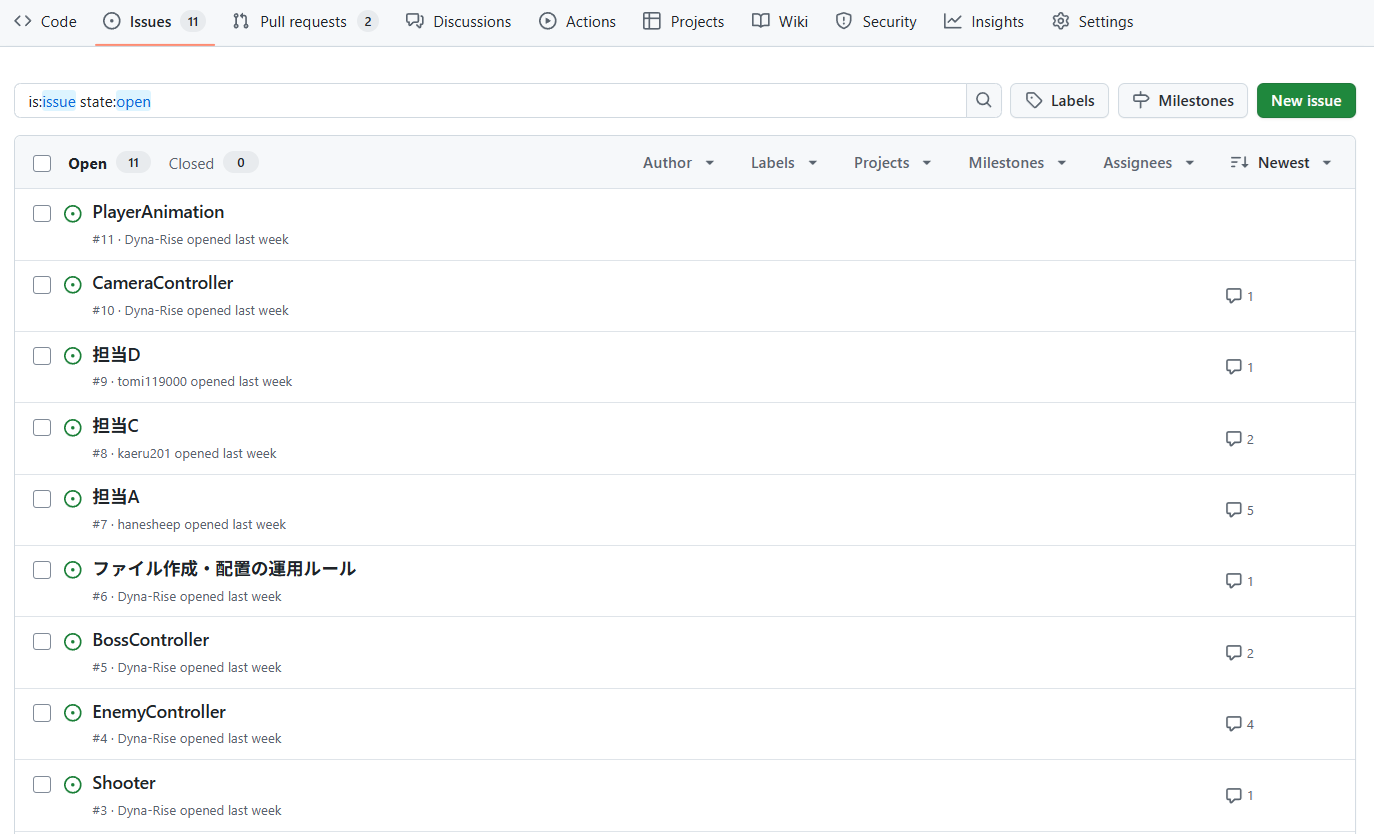 Code Issues 11 Pull requests 2 Discussions Actions Projects Wiki Security Insights Settings
is:issue state:open Labels Milestones New issue
Open 11 Closed 0 Author Labels Projects Milestones Assignees Newest
PlayerAnimation
#11 · Dyna-Rise opened last week
CameraController
#10 · Dyna-Rise opened last week
1
担当D
#9 · tomi119000 opened last week
1
担当C
#8 · kaeru201 opened last week
2
担当A
#7 · hanesheep opened last week
5
ファイル作成・配置の運用ルール
#6 · Dyna-Rise opened last week
1
BossController
#5 · Dyna-Rise opened last week
2
EnemyController
#4 · Dyna-Rise opened last week
4
Shooter
#3 · Dyna-Rise opened last week
1